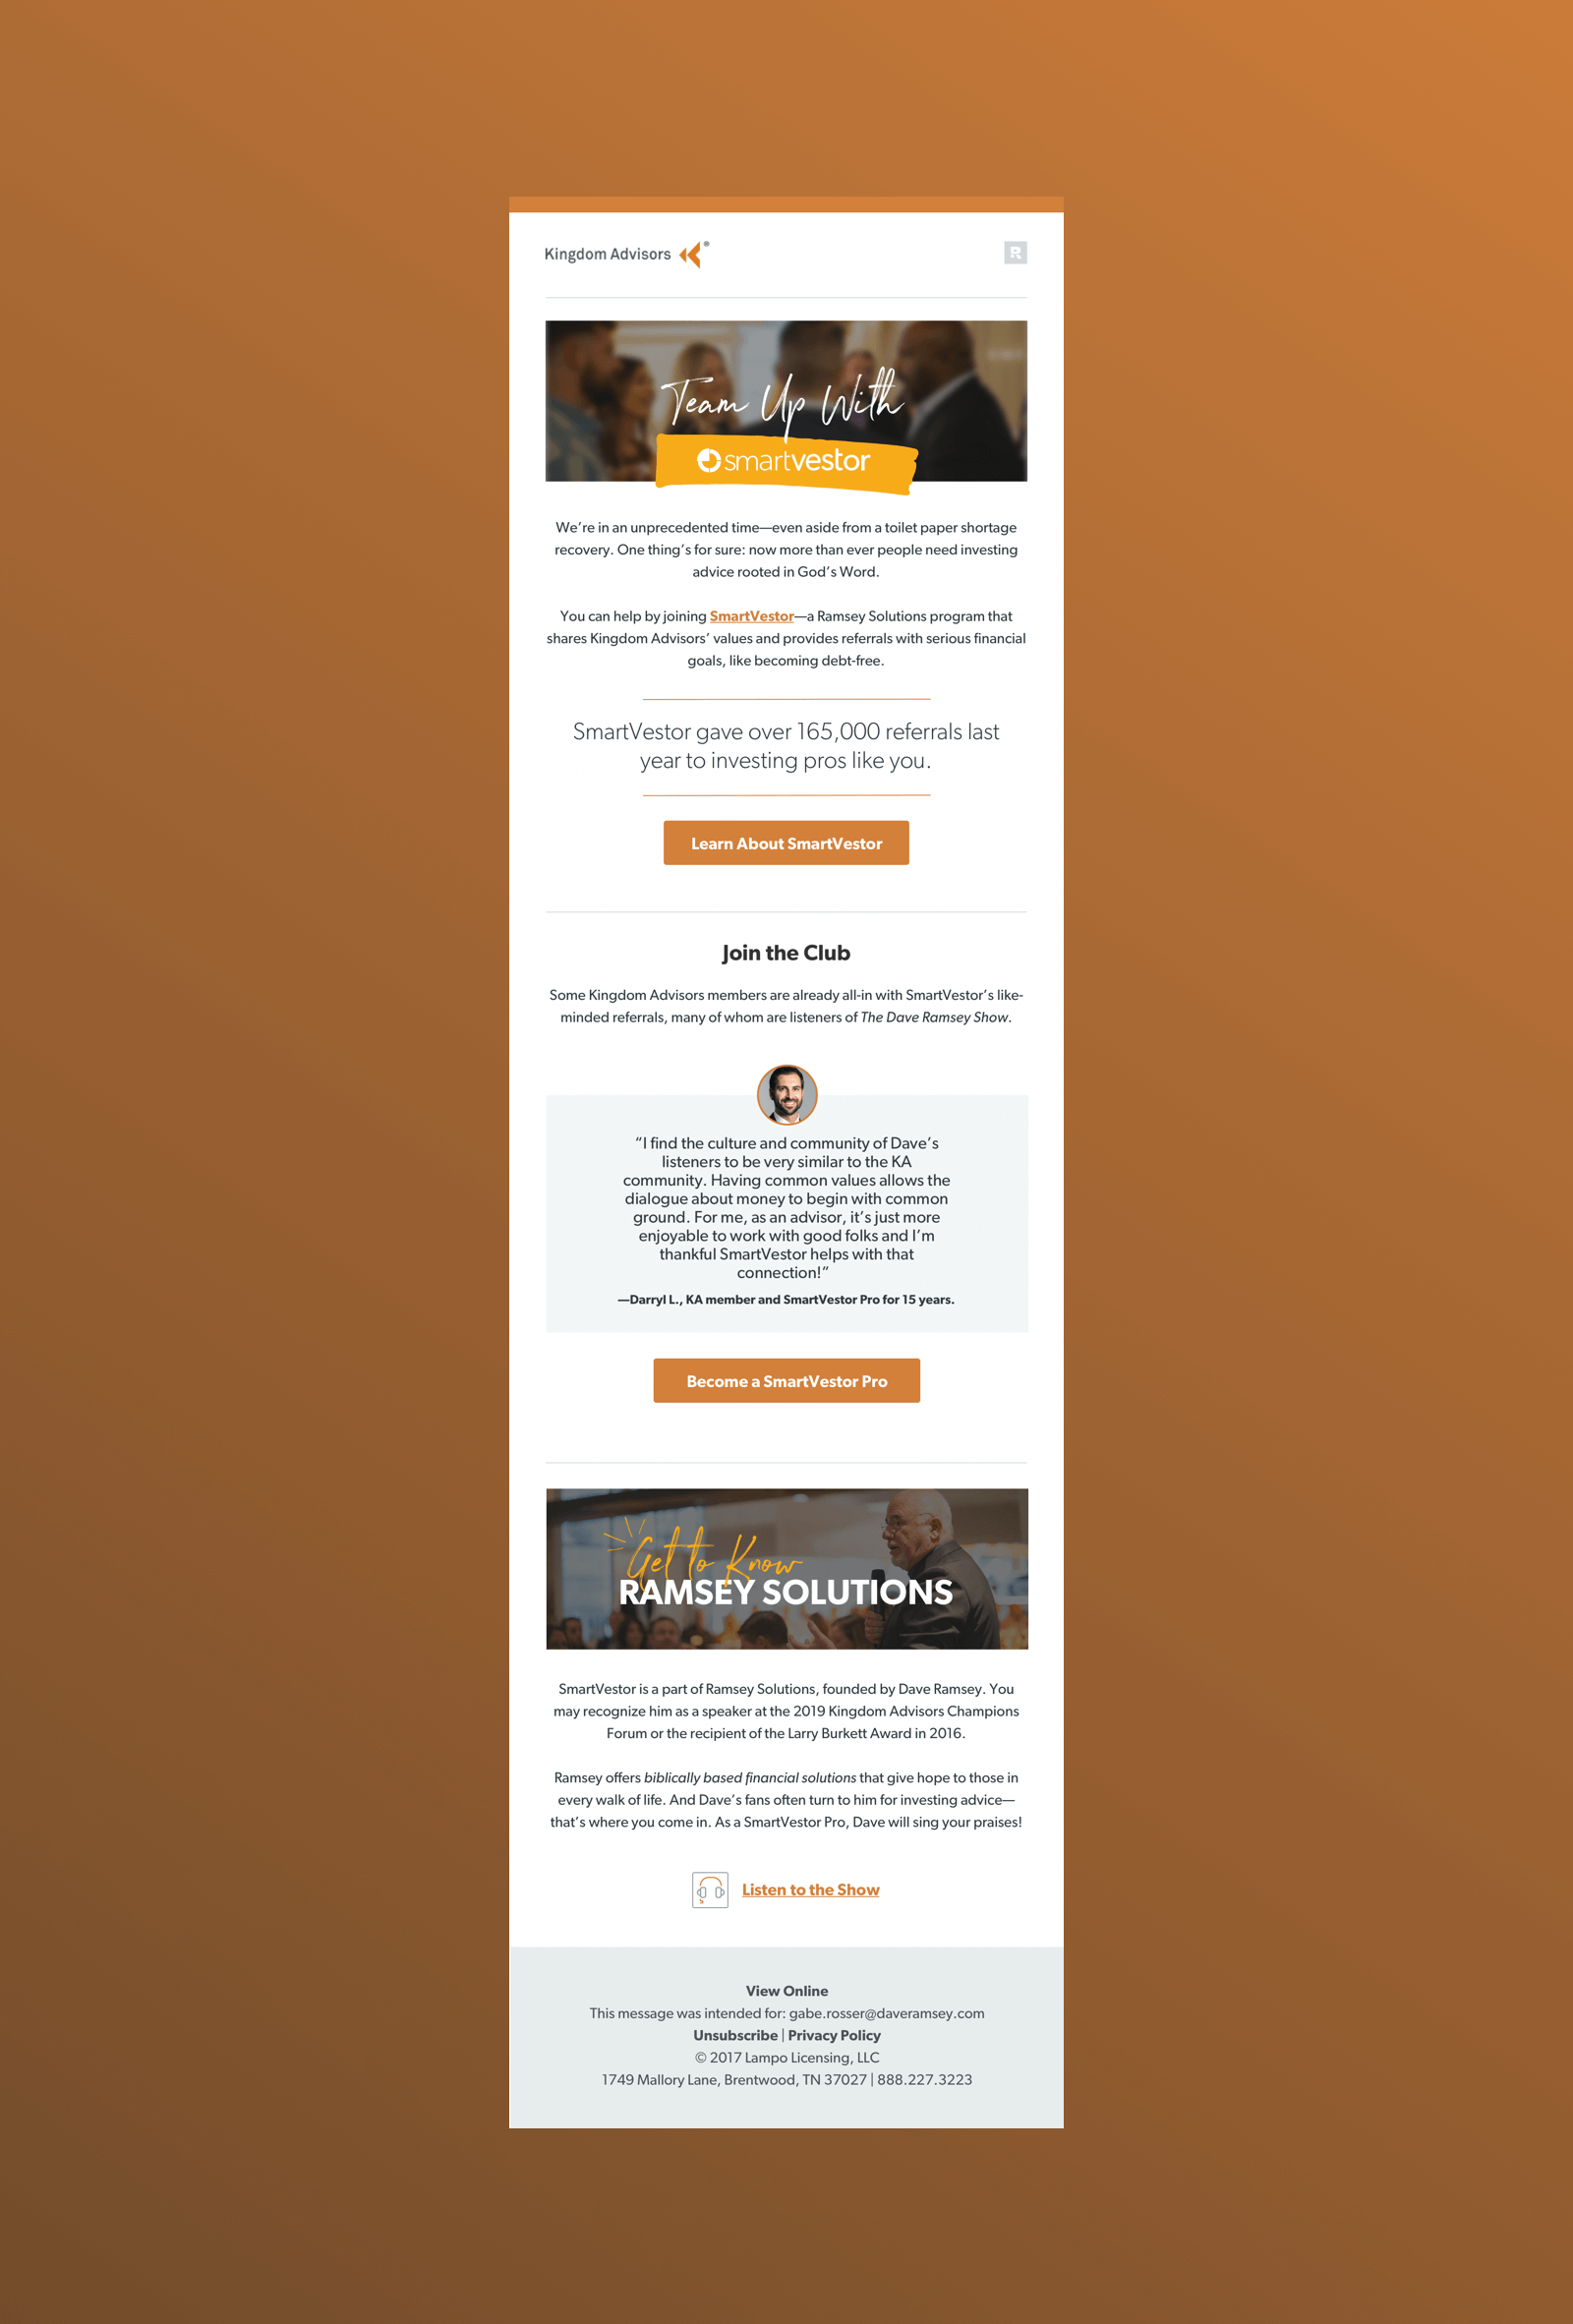 Kingdom Advisors ®
R
Team Up With
smartvestor
We’re in an unprecedented time—even aside from a toilet paper shortage
recovery. One thing’s for sure: now more than ever people need investing
advice rooted in God’s Word.
You can help by joining SmartVestor—a Ramsey Solutions program that
shares Kingdom Advisors’ values and provides referrals with serious financial
goals, like becoming debt-free.
SmartVestor gave over 165,000 referrals last
year to investing pros like you.
Learn About SmartVestor
Join the Club
Some Kingdom Advisors members are already all-in with SmartVestor’s like-
minded referrals, many of whom are listeners of The Dave Ramsey Show.
“I find the culture and community of Dave’s
listeners to be very similar to the KA
community. Having common values allows the
dialogue about money to begin with common
ground. For me, as an advisor, it’s just more
enjoyable to work with good folks and I’m
thankful SmartVestor helps with that
connection!”
—Darryl L., KA member and SmartVestor Pro for 15 years.
Become a SmartVestor Pro
Get to Know
RAMSEY SOLUTIONS
SmartVestor is a part of Ramsey Solutions, founded by Dave Ramsey. You
may recognize him as a speaker at the 2019 Kingdom Advisors Champions
Forum or the recipient of the Larry Burkett Award in 2016.
Ramsey offers biblically based financial solutions that give hope to those in
every walk of life. And Dave’s fans often turn to him for investing advice—
that’s where you come in. As a SmartVestor Pro, Dave will sing your praises!
Listen to the Show
View Online
This message was intended for: gabe.rosser@daveramsey.com
Unsubscribe | Privacy Policy
© 2017 Lampo Licensing, LLC
1749 Mallory Lane, Brentwood, TN 37027 | 888.227.3223